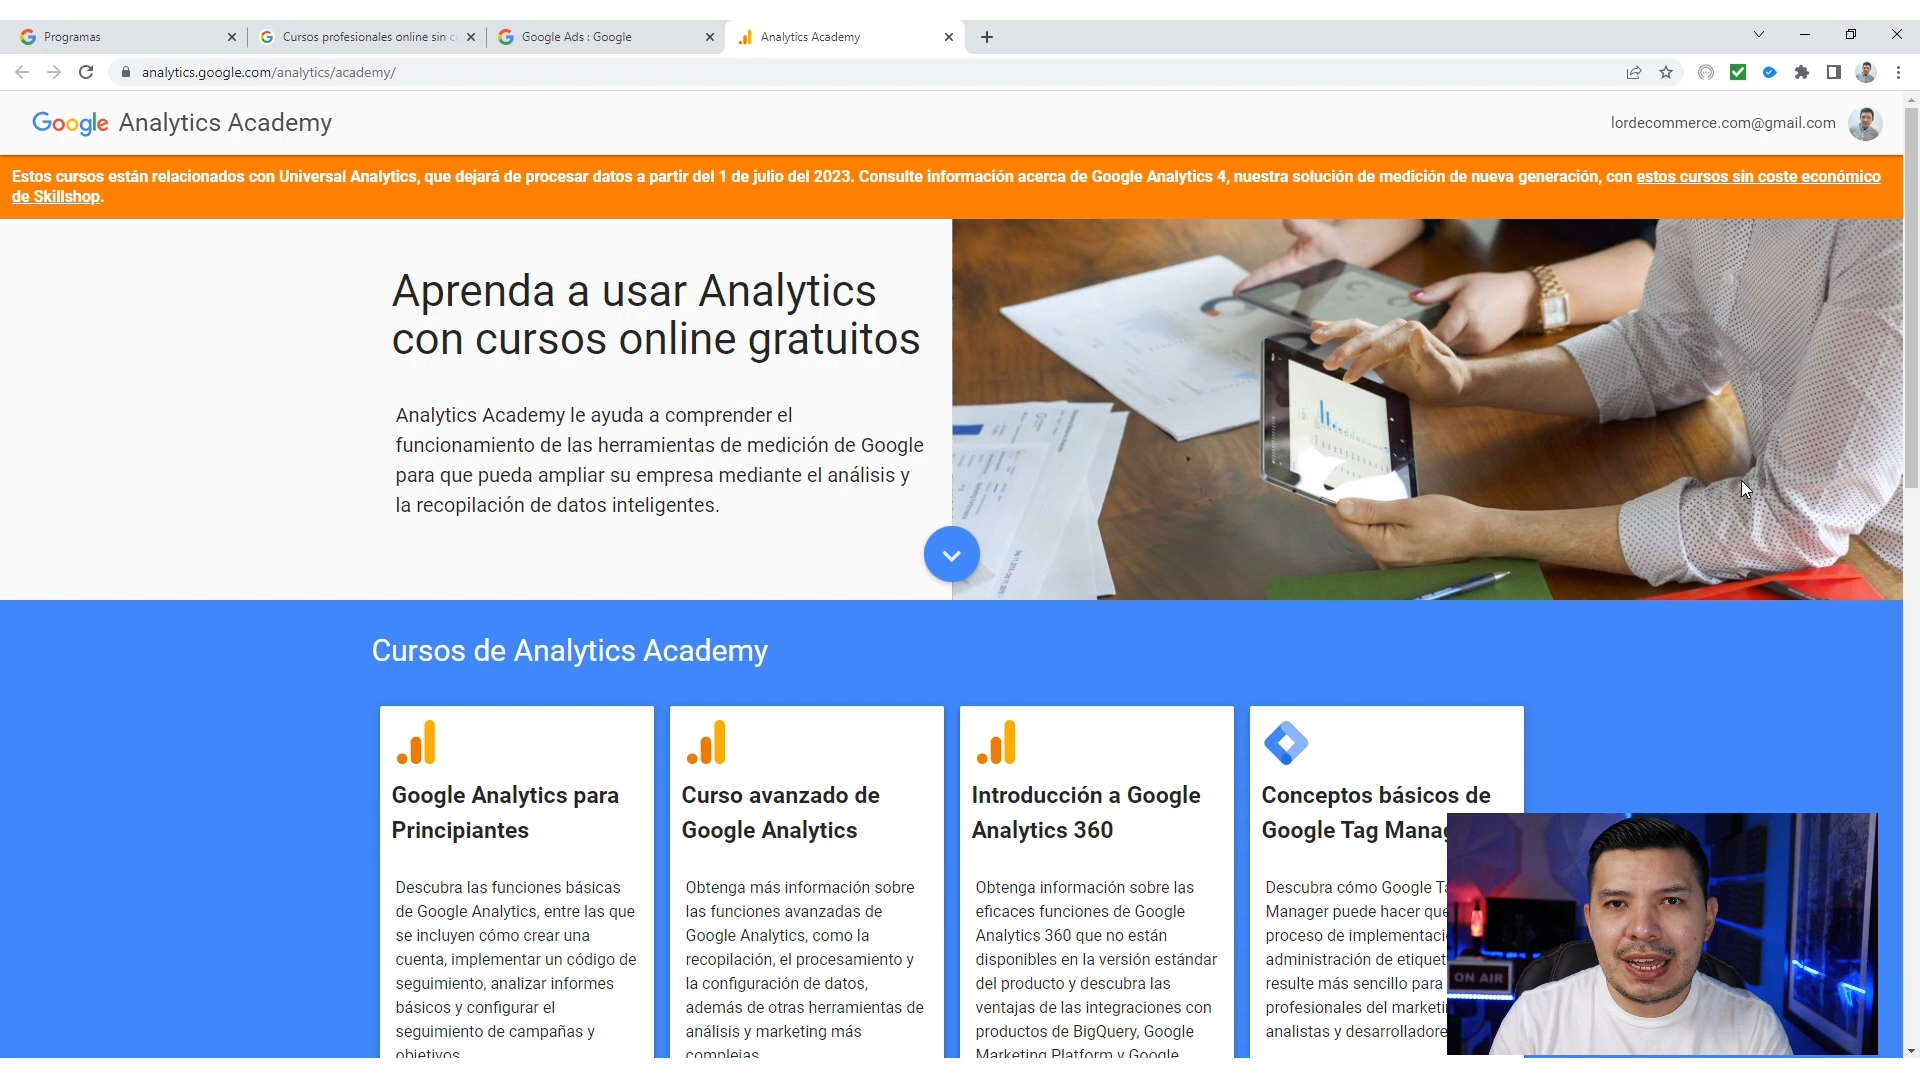 Programas
Cursos profesionales online sin c
Google Ads : Google
Analytics Academy
analytics.google.com/analytics/academy/
Google Analytics Academy
lordecommerce.com@gmail.com
Estos cursos están relacionados con Universal Analytics, que dejará de procesar datos a partir del 1 de julio del 2023. Consulte información acerca de Google Analytics 4, nuestra solución de medición de nueva generación, con estos cursos sin coste económico
de Skillshop.
Aprenda a usar Analytics
con cursos online gratuitos
Analytics Academy le ayuda a comprender el
funcionamiento de las herramientas de medición de Google
para que pueda ampliar su empresa mediante el análisis y
la recopilación de datos inteligentes.
Cursos de Analytics Academy
Google Analytics para
Principiantes
Descubra las funciones básicas
de Google Analytics, entre las que
se incluyen cómo crear una
cuenta, implementar un código de
seguimiento, analizar informes
básicos y configurar el
seguimiento de campañas y
objetivos.
Curso avanzado de
Google Analytics
Obtenga más información sobre
las funciones avanzadas de
Google Analytics, como la
recopilación, el procesamiento y
la configuración de datos,
además de otras herramientas de
análisis y marketing más
complejas.
Introducción a Google
Analytics 360
Obtenga información sobre las
eficaces funciones de Google
Analytics 360 que no están
disponibles en la versión estándar
del producto y descubra las
ventajas de las integraciones con
productos de BigQuery, Google
Marketing Platform y Google
Conceptos básicos de
Google Tag Manag
Descubra cómo Google Ta
Manager puede hacer que
proceso de implementaci
administración de etiquet
resulte más sencillo para
profesionales del marketi
analistas y desarrolladore
ON AIR